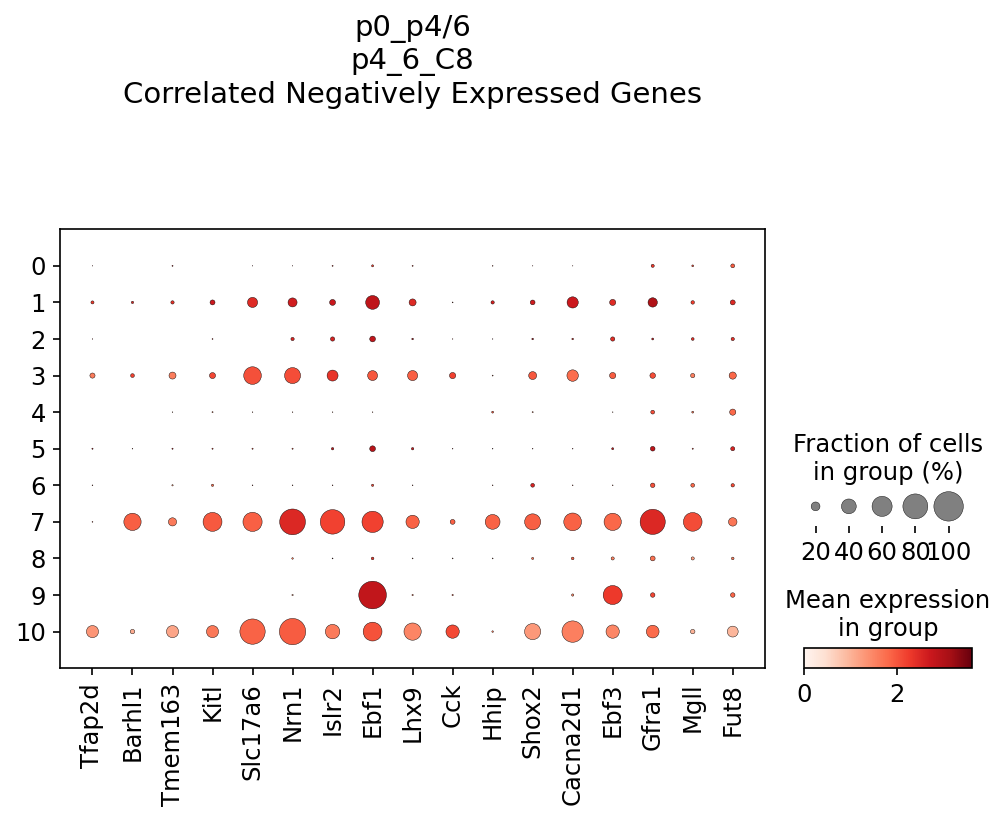 p0_p4/6
p4_6_C8
Correlated Negatively Expressed Genes
0
1
2
3
4
5
6
7
8
9
10
Tfap2d
Barhl1
Tmem163
Kitl
Slc17a6
Nrn1
Islr2
Ebf1
Lhx9
Cck
Hhip
Shox2
Cacna2d1
Ebf3
Gfra1
Mgll
Fut8
Fraction of cells
in group (%)
20 40 60 80 100
Mean expression
in group
0 2